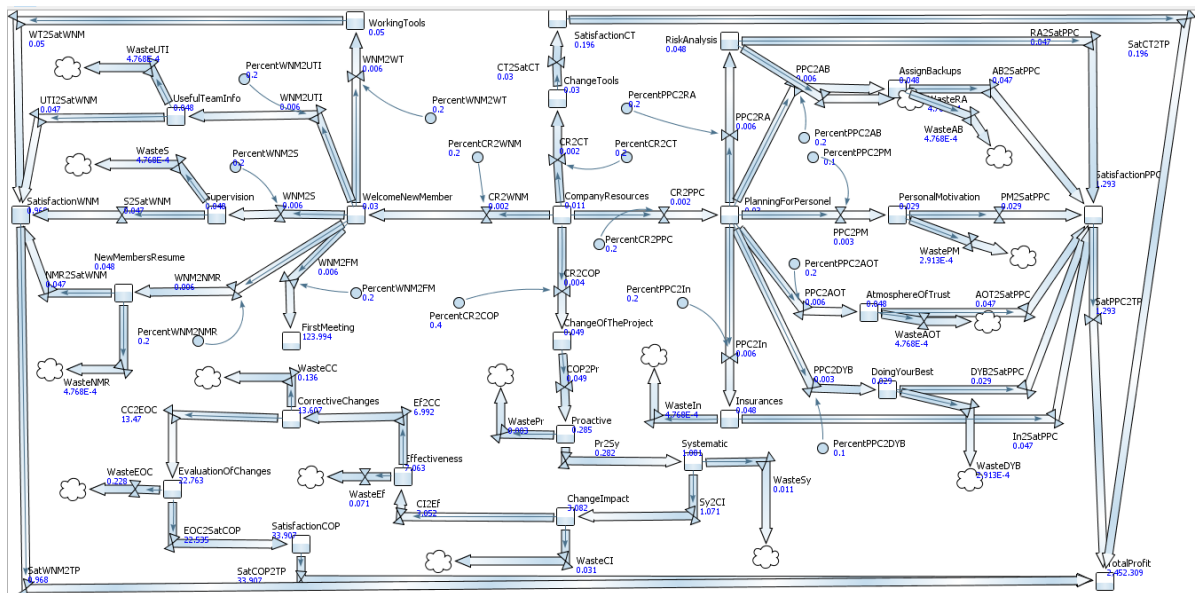 WorkingTools
0.05
WT2SatWNM
0.05
SatisfactionCT
0.196
RiskAnalysis
0.048
RA2SatPPC
0.047
SatCT2TP
0.196
WasteUTI
4.768E-4
PercentWNM2UTI
0.2
WNM2WT
0.006
CT2SatCT
0.03
ChangeTools
0.03
PPC2AB
0.006
AssignBackups
0.048
AB2SatPPC
0.047
UTI2SatWNM
0.047
UsefulTeamInfo
0.048
WNM2UTI
0.006
PercentWNM2WT
0.2
PercentPPC2RA
0.2
PPC2RA
0.006
WasteRA
WasteAB
4.768E-4
PercentPPC2AB
0.2
WasteS
4.768E-4
PercentWNM2S
0.2
PercentCR2WNM
0.2
CR2CT
0.002
PercentCR2CT
0.2
PercentPPC2PM
0.1
SatisfactionPPC
1.293
SatisfactionWNM
S2SatWNM
0.047
Supervision
0.048
WNM2S
0.006
WelcomeNewMember
0.03
CR2WNM
0.002
CompanyResources
0.011
CR2PPC
0.002
PlanningForPersonel
PPC2PM
0.003
PersonalMotivation
0.029
PM2SatPPC
0.029
PercentCR2PPC
0.2
WastePM
2.913E-4
NewMembersResume
0.048
NMR2SatWNM
0.047
WNM2NMR
0.006
WNM2FM
0.006
PercentWNM2FM
0.2
CR2COP
0.004
PercentCR2COP
0.4
PercentPPC2In
0.2
PercentPPC2AOT
0.2
PPC2AOT
0.006
AtmosphereOfTrust
0.048
AOT2SatPPC
0.047
SatPPC2TP
1.293
WasteAOT
4.768E-4
PercentWNM2NMR
0.2
FirstMeeting
123.994
ChangeOfTheProject
0.049
PPC2In
0.006
WasteNMR
4.768E-4
WasteCC
0.136
COP2Pr
0.049
PPC2DYB
0.003
DoingYourBest
0.029
DYB2SatPPC
0.029
CC2EOC
13.47
CorrectiveChanges
13.607
Ef2CC
6.992
WastePr
0.003
Proactive
0.285
WasteIn
4.768E-4
Insurances
0.048
In2SatPPC
0.047
Pr2Sy
0.282
Systematic
1.081
PercentPPC2DYB
0.1
WasteEOC
0.228
EvaluationOfChanges
22.763
Effectiveness
7.063
WasteEf
0.071
WasteSy
0.011
WasteDYB
2.913E-4
CI2Ef
3.052
ChangeImpact
3.082
Sy2CI
1.071
EOC2SatCOP
22.535
SatisfactionCOP
33.907
WasteCI
0.031
SatWNM2TP
0.968
SatCOP2TP
33.907
TotalProfit
2,452.309